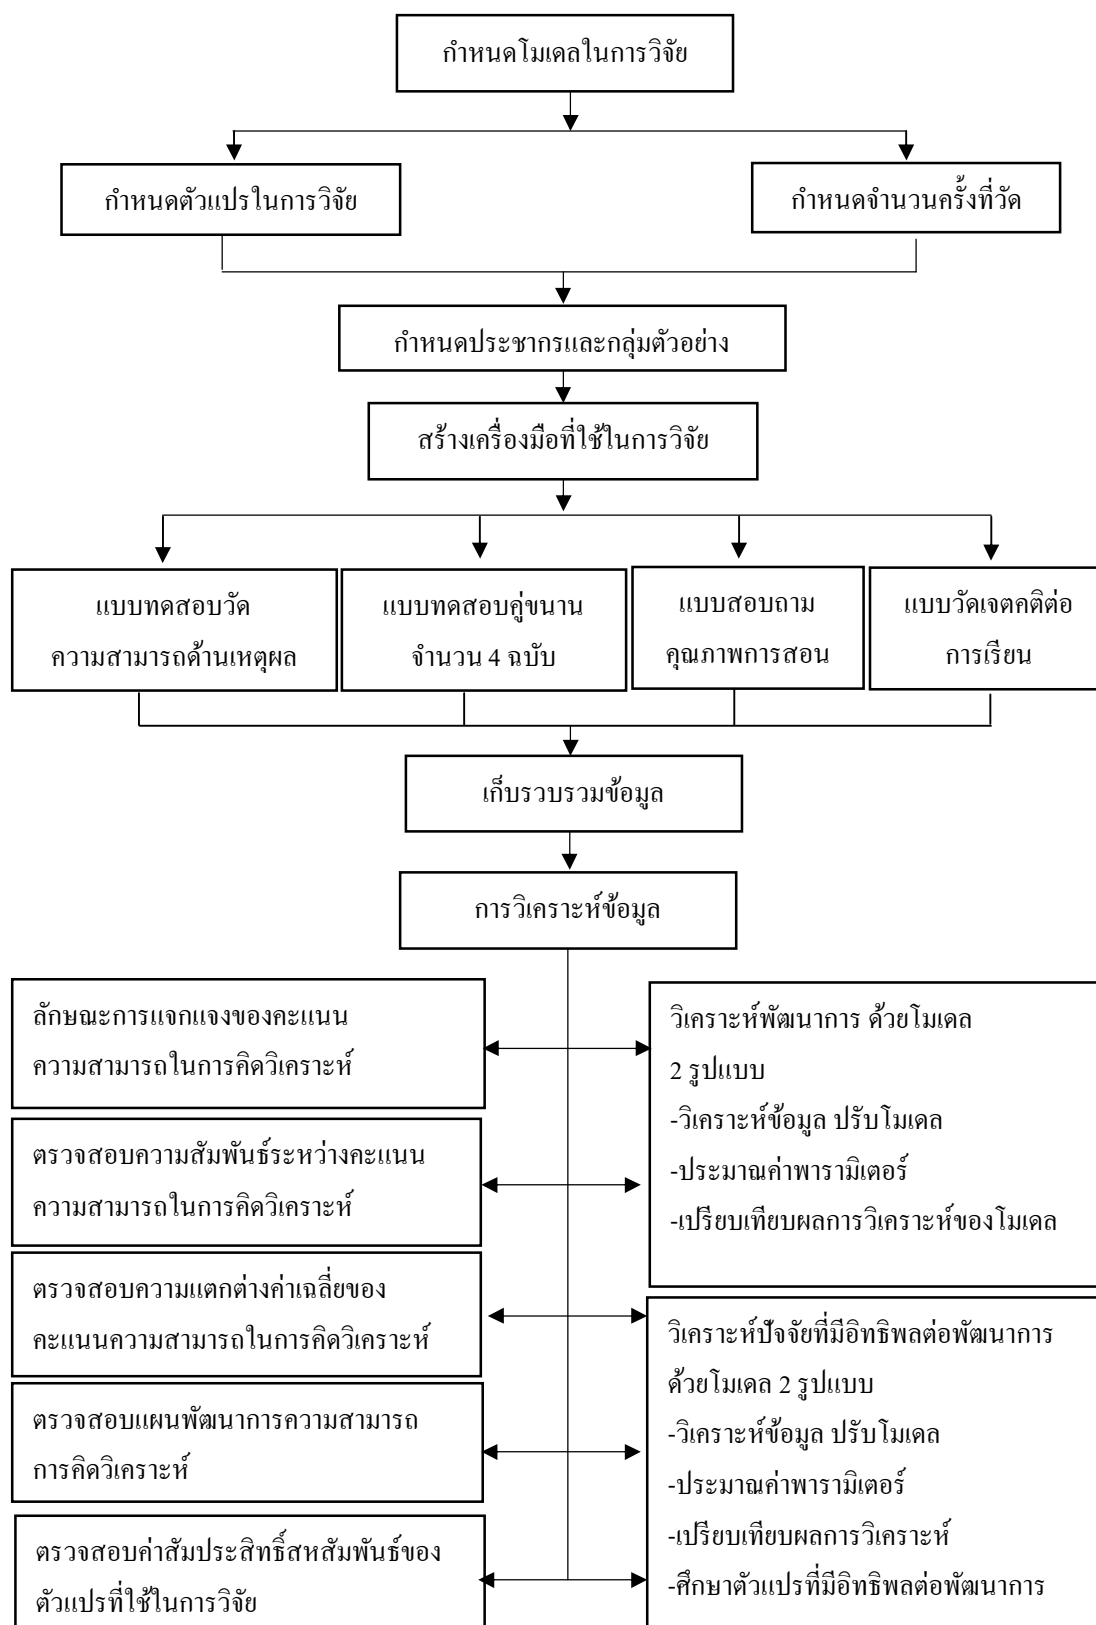 กำหนดโมเดลในการวิจัย
กำหนดตัวแปรในการวิจัย
กำหนดจำนวนครั้งที่วัด
กำหนดประชากรและกลุ่มตัวอย่าง
สร้างเครื่องมือที่ใช้ในการวิจัย
แบบทดสอบวัด
ความสามารถด้านเหตุผล
แบบทดสอบคู่ขนาน
จำนวน 4 ฉบับ
แบบสอบถาม
คุณภาพการสอน
แบบวัดเจตคติต่อ
การเรียน
เก็บรวบรวมข้อมูล
การวิเคราะห์ข้อมูล
ลักษณะการแจกแจงของคะแนน
ความสามารถในการคิดวิเคราะห์
ตรวจสอบความสัมพันธ์ระหว่างคะแนน
ความสามารถในการคิดวิเคราะห์
ตรวจสอบความแตกต่างค่าเฉลี่ยของ
คะแนนความสามารถในการคิดวิเคราะห์
ตรวจสอบแผนพัฒนาการความสามารถ
การคิดวิเคราะห์
ตรวจสอบค่าสัมประสิทธิ์สหสัมพันธ์ของ
ตัวแปรที่ใช้ในการวิจัย
วิเคราะห์พัฒนาการ ด้วยโมเดล
2 รูปแบบ
-วิเคราะห์ข้อมูล ปรับโมเดล
-ประมาณค่าพารามิเตอร์
-เปรียบเทียบผลการวิเคราะห์ของโมเดล
วิเคราะห์ปัจจัยที่มีอิทธิพลต่อพัฒนาการ
ด้วยโมเดล 2 รูปแบบ
-วิเคราะห์ข้อมูล ปรับโมเดล
-ประมาณค่าพารามิเตอร์
-เปรียบเทียบผลการวิเคราะห์
-ศึกษาตัวแปรที่มีอิทธิพลต่อพัฒนาการ